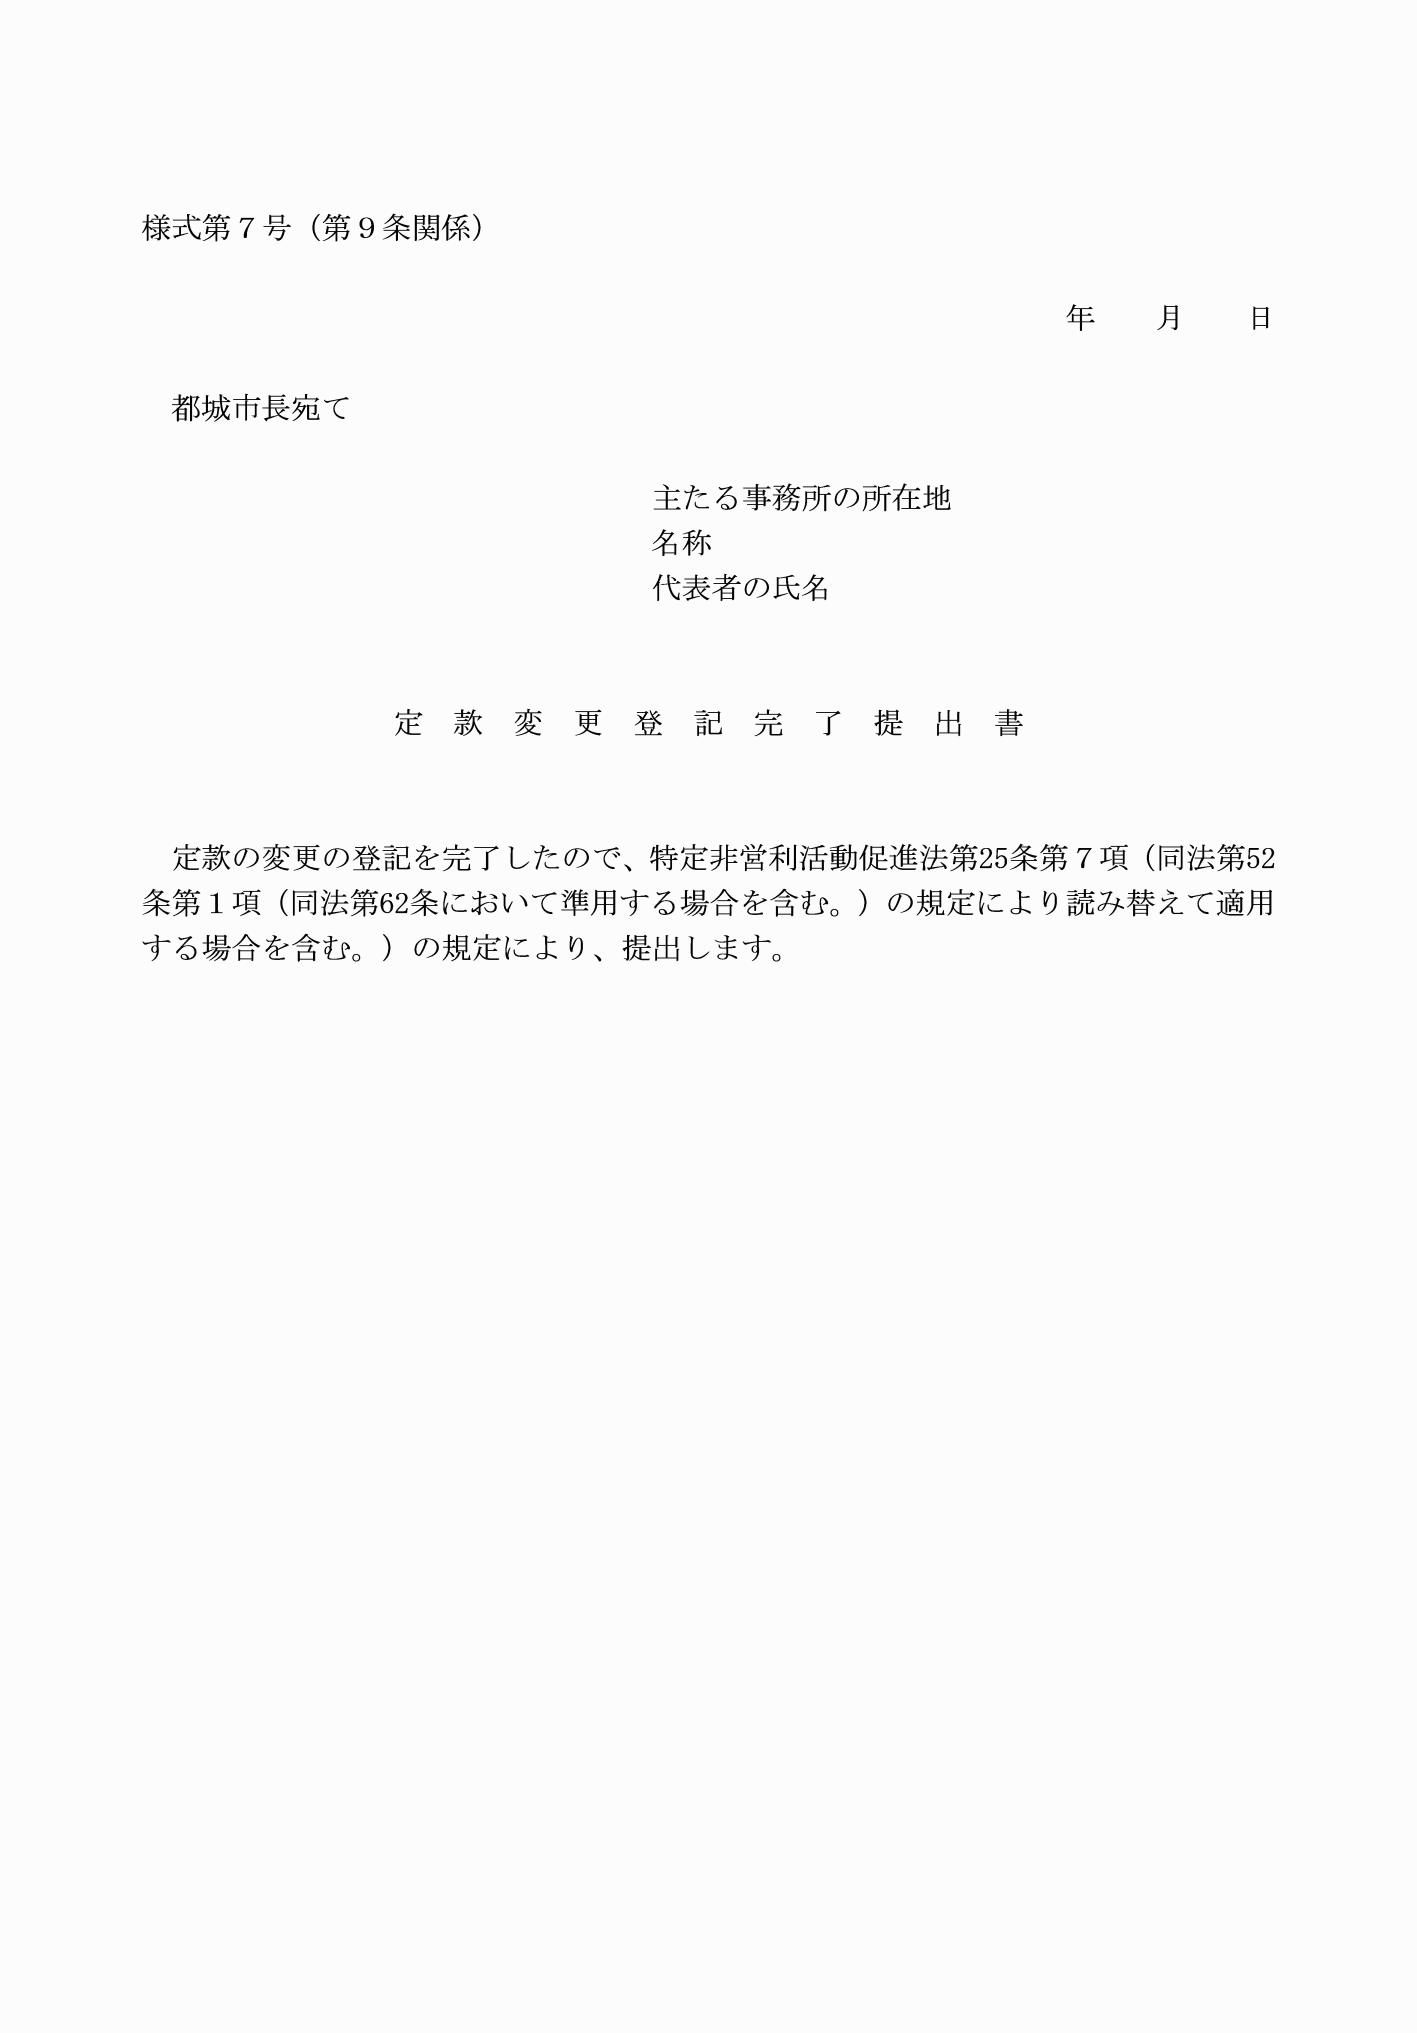 様式第７号（第９条関係）
年　　月　　日
都城市長宛て
主たる事務所の所在地
名称
代表者の氏名
定　款　変　更　登　記　完　了　提　出　書
定款の変更の登記を完了したので、特定非営利活動促進法第25条第７項（同法第52
条第１項（同法第62条において準用する場合を含む。）の規定により読み替えて適用
する場合を含む。）の規定により、提出します。